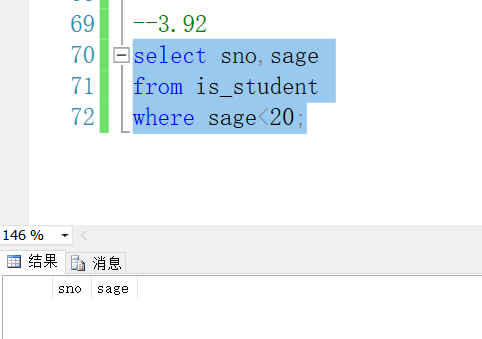 69 --3.92
70 select sno,sage
71 from is_student
72 where sage<20;
146 %
结果 消息
sno sage